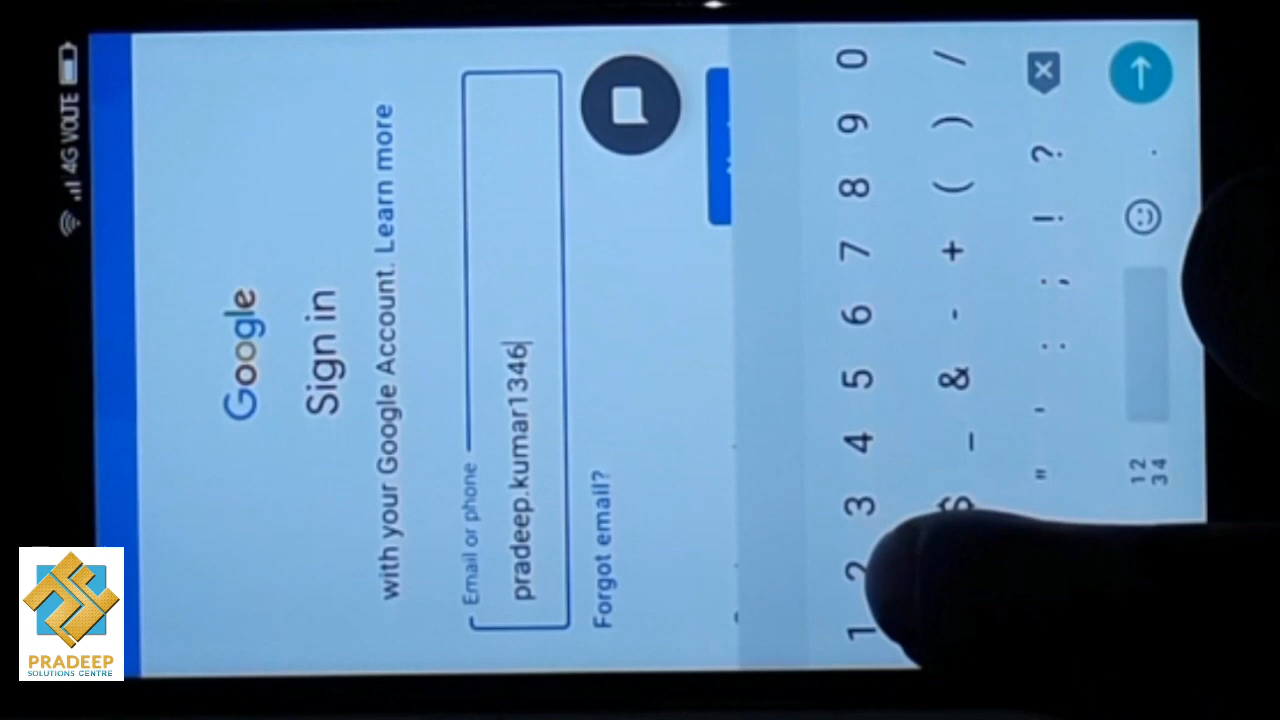 4G VOLTE
Google
Sign in
with your Google Account. Learn more
Email or phone
pradeep.kumar1346
Forgot email?
1 2 3 4 5 6 7 8 9 0
$ _ & - + ( ) /
" ' : ; ! ?
12
34
.
PRADEEP
SOLUTIONS CENTRE